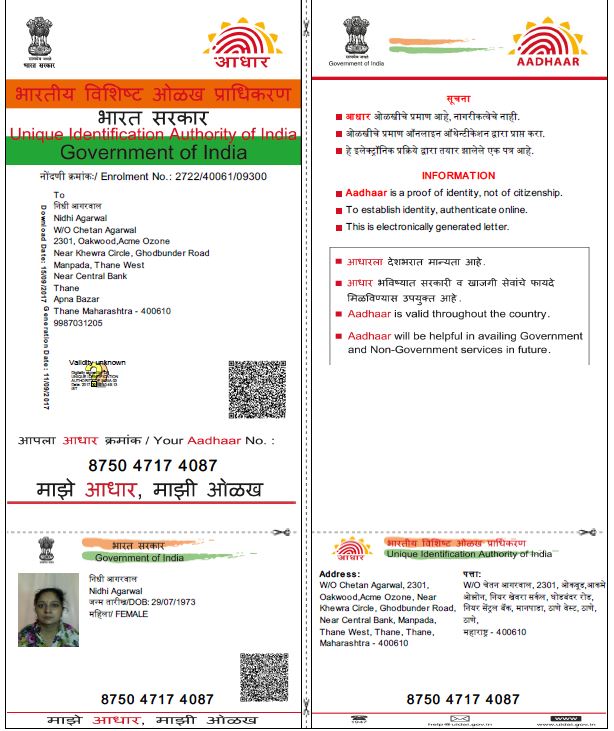 भारत सरकार
आधार
भारतीय विशिष्ट ओळख प्राधिकरण
भारत सरकार
Unique Identification Authority of India
Government of India
नोंदणी क्रमांक:/ Enrolment No.: 2722/40061/09300
To
निधी आगरवाल
Nidhi Agarwal
W/O Chetan Agarwal
2301, Oakwood,Acme Ozone
Near Khewra Circle, Ghodbunder Road
Manpada, Thane West
Near Central Bank
Thane
Apna Bazar
Thane Maharashtra - 400610
9987031205
Download Date: 15/09/2017 Generation Date: 11/09/2017
Validity unknown
आपला आधार क्रमांक / Your Aadhaar No. :
8750 4717 4087
माझे आधार, माझी ओळख
भारत सरकार
Government of India
निधी आगरवाल
Nidhi Agarwal
जन्म तारीख/DOB: 29/07/1973
महिला/ FEMALE
8750 4717 4087
माझे आधार, माझी ओळख
Government of India
AADHAAR
सूचना
आधार ओळखीचे प्रमाण आहे, नागरीकत्वेचे नाही.
ओळखीचे प्रमाण ऑनलाइन ऑथेन्टीकेशन द्वारा प्राप्त करा.
हे इलेक्ट्रॉनिक प्रक्रिये द्वारा तयार झालेले एक पत्र आहे.
INFORMATION
Aadhaar is a proof of identity, not of citizenship.
To establish identity, authenticate online.
This is electronically generated letter.
आधारला देशभरात मान्यता आहे.
आधार भविष्यात सरकारी व खाजगी सेवांचे फायदे
मिळविण्यास उपयुक्त आहे.
Aadhaar is valid throughout the country.
Aadhaar will be helpful in availing Government
and Non-Government services in future.
भारतीय विशिष्ट ओळख प्राधिकरण
Unique Identification Authority of India
Address:
W/O Chetan Agarwal, 2301,
Oakwood,Acme Ozone, Near
Khewra Circle, Ghodbunder Road,
Near Central Bank, Manpada,
Thane West, Thane, Thane,
Maharashtra - 400610
पत्ता:
W/O चेतन आगरवाल, 2301, ओकवूड,आकमे
ओझोन, नियर खेवरा सर्कल, घोडबंदर रोड,
नियर सेंट्रल बँक, मानपाडा, ठाणे वेस्ट, ठाणे,
ठाणे,
महाराष्ट्र - 400610
8750 4717 4087
1947
help@uidai.gov.in
www
www.uidai.gov.in